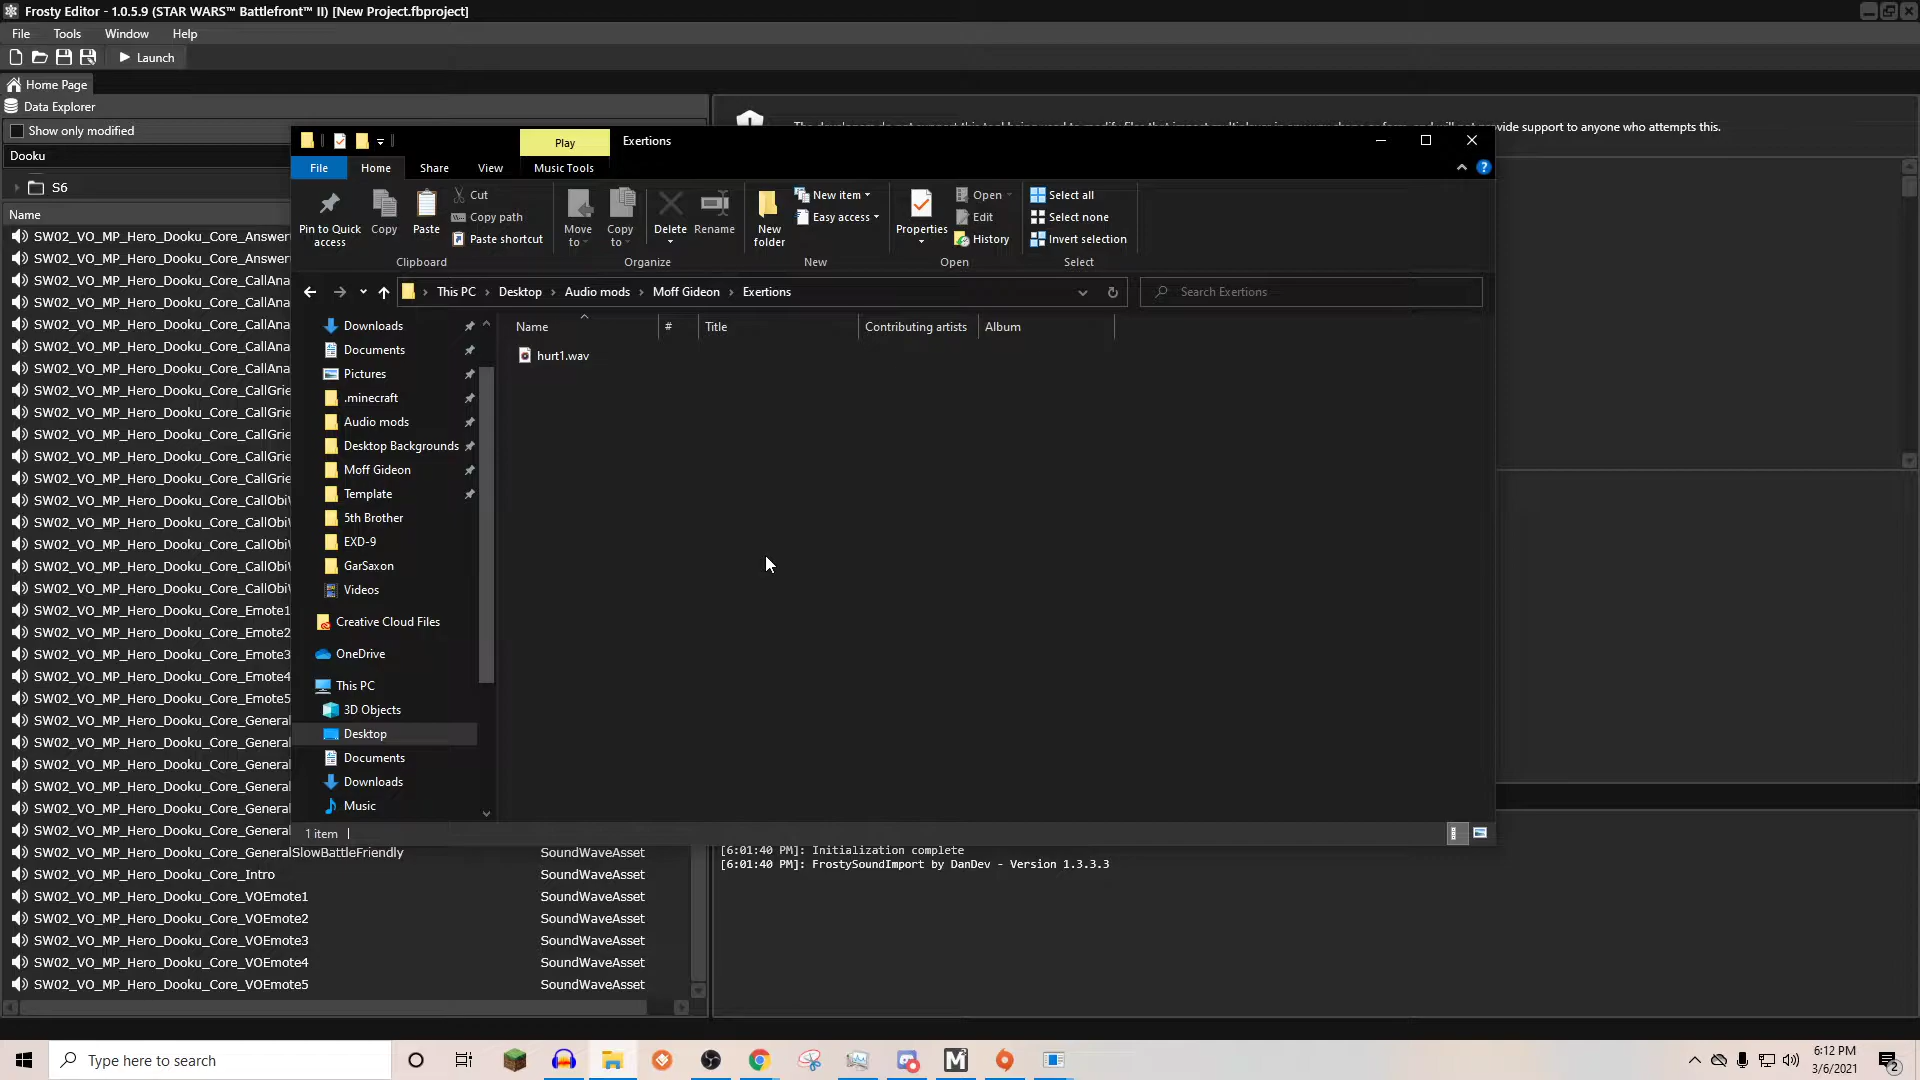 Frosty Editor - 1.0.5.9 (STAR WARS™ Battlefront™ II) [New Project.fbproject]
File Tools Window Help
Launch
Home Page
Data Explorer
Show only modified
Dooku
S6
Name
SW02_VO_MP_Hero_Dooku_Core_Answer
SW02_VO_MP_Hero_Dooku_Core_Answer
SW02_VO_MP_Hero_Dooku_Core_CallAna
SW02_VO_MP_Hero_Dooku_Core_CallAna
SW02_VO_MP_Hero_Dooku_Core_CallAna
SW02_VO_MP_Hero_Dooku_Core_CallAna
SW02_VO_MP_Hero_Dooku_Core_CallAna
SW02_VO_MP_Hero_Dooku_Core_CallGrie
SW02_VO_MP_Hero_Dooku_Core_CallGrie
SW02_VO_MP_Hero_Dooku_Core_CallGrie
SW02_VO_MP_Hero_Dooku_Core_CallGrie
SW02_VO_MP_Hero_Dooku_Core_CallGrie
SW02_VO_MP_Hero_Dooku_Core_CallObi
SW02_VO_MP_Hero_Dooku_Core_CallObi
SW02_VO_MP_Hero_Dooku_Core_CallObi
SW02_VO_MP_Hero_Dooku_Core_CallObi
SW02_VO_MP_Hero_Dooku_Core_CallObi
SW02_VO_MP_Hero_Dooku_Core_Emote1
SW02_VO_MP_Hero_Dooku_Core_Emote2
SW02_VO_MP_Hero_Dooku_Core_Emote3
SW02_VO_MP_Hero_Dooku_Core_Emote4
SW02_VO_MP_Hero_Dooku_Core_Emote5
SW02_VO_MP_Hero_Dooku_Core_General
SW02_VO_MP_Hero_Dooku_Core_General
SW02_VO_MP_Hero_Dooku_Core_General
SW02_VO_MP_Hero_Dooku_Core_General
SW02_VO_MP_Hero_Dooku_Core_General
SW02_VO_MP_Hero_Dooku_Core_General
SW02_VO_MP_Hero_Dooku_Core_GeneralSlowBattleFriendly SoundWaveAsset
SW02_VO_MP_Hero_Dooku_Core_Intro SoundWaveAsset
SW02_VO_MP_Hero_Dooku_Core_VOEmote1 SoundWaveAsset
SW02_VO_MP_Hero_Dooku_Core_VOEmote2 SoundWaveAsset
SW02_VO_MP_Hero_Dooku_Core_VOEmote3 SoundWaveAsset
SW02_VO_MP_Hero_Dooku_Core_VOEmote4 SoundWaveAsset
SW02_VO_MP_Hero_Dooku_Core_VOEmote5 SoundWaveAsset
vide support to anyone who attempts this.
Play Exertions
File Home Share View Music Tools
Pin to Quick access
Copy
Paste
Cut
Copy path
Paste shortcut
Clipboard
Move to
Copy to
Delete
Rename
Organize
New folder
New item
Easy access
New
Properties
Open
Edit
History
Open
Select all
Select none
Invert selection
Select
This PC Desktop Audio mods Moff Gideon Exertions
Search Exertions
Name # Title Contributing artists Album
hurt1.wav
Downloads
Documents
Pictures
.minecraft
Audio mods
Desktop Backgrounds
Moff Gideon
Template
5th Brother
EXD-9
GarSaxon
Videos
Creative Cloud Files
OneDrive
This PC
3D Objects
Desktop
Documents
Downloads
Music
1 item
[6:01:40 PM]: Initialization complete
[6:01:40 PM]: FrostySoundImport by DanDev - Version 1.3.3.3
Type here to search
6:12 PM
3/6/2021
2